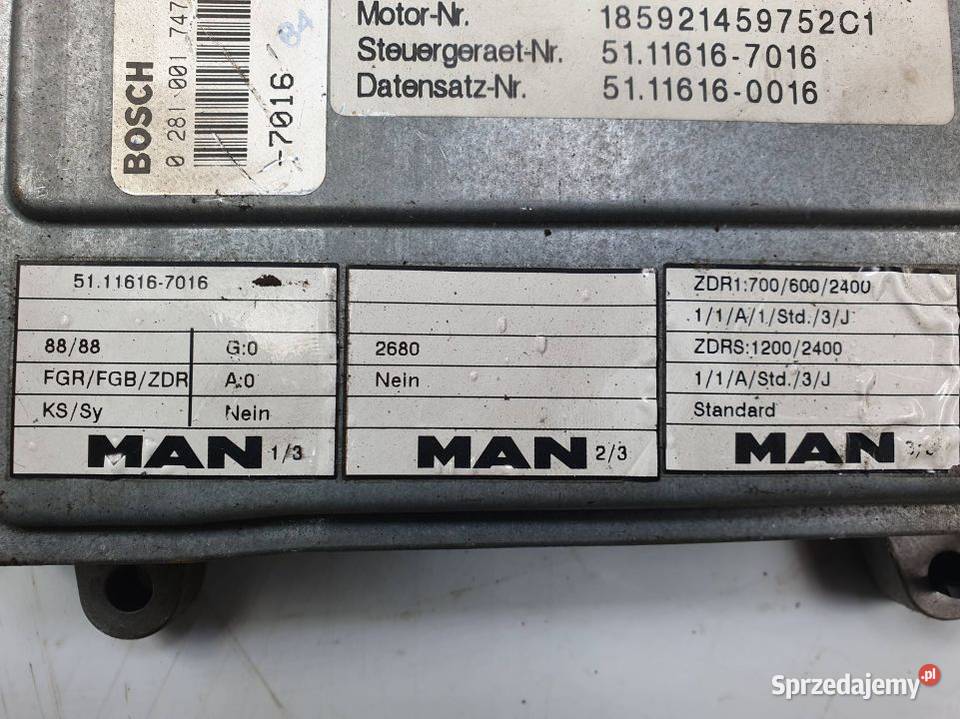 Motor-Nr. 185921459752C1
Steuergeraet-Nr. 51.11616-7016
Datensatz-Nr. 51.11616-0016
BOSCH
0 281 001 747
-7016
84
51.11616-7016
88/88 G:0
FGR/FGB/ZDR A:0
KS/Sy Nein
MAN 1/3
2680
Nein
MAN 2/3
ZDR1:700/600/2400
1/1/A/1/Std./3/J
ZDRS:1200/2400
1/1/A/Std./3/J
Standard
MAN
Sprzedajemy.pl